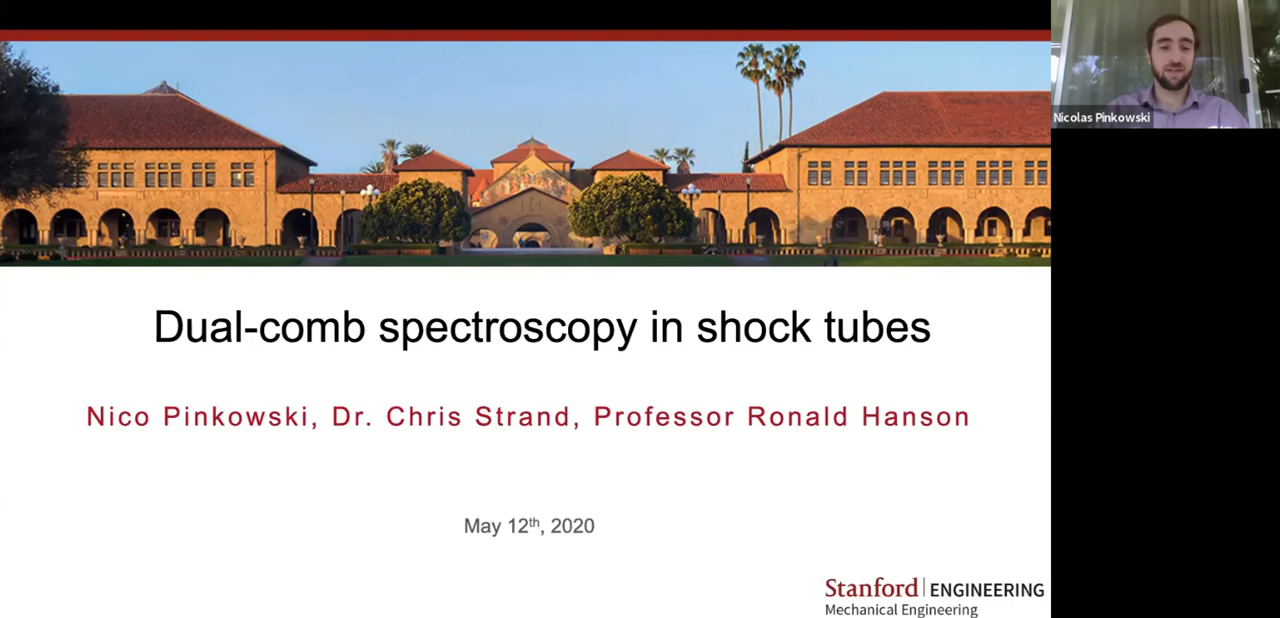 Nicolas Pinkowski
Dual-comb spectroscopy in shock tubes
Nico Pinkowski, Dr. Chris Strand, Professor Ronald Hanson
May 12th, 2020
Stanford | ENGINEERING
Mechanical Engineering